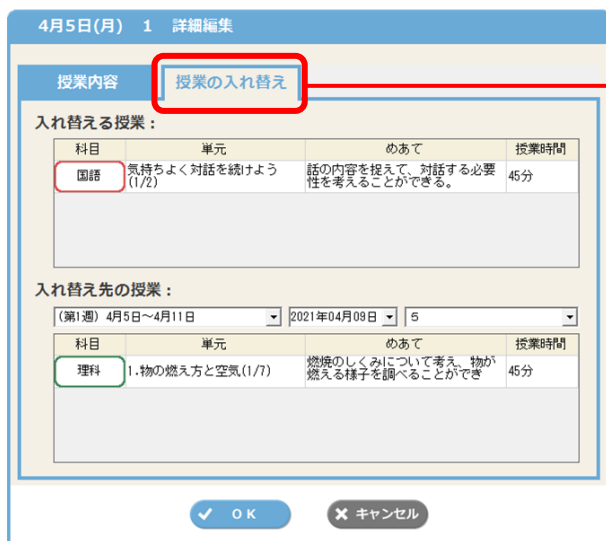 4月5日(月) 1 詳細編集
授業内容 授業の入れ替え
入れ替える授業：
科目 単元 めあて 授業時間
国語 気持ちよく対話を続けよう 話の内容を捉えて、対話する必要 45分
(1/2) 性を考えることができる。
入れ替え先の授業：
(第1週) 4月5日～4月11日 2021年04月09日 5
科目 単元 めあて 授業時間
理科 1.物の燃え方と空気(1/7) 燃焼のしくみについて考え、物が 45分
燃える様子を調べることができ
OK キャンセル